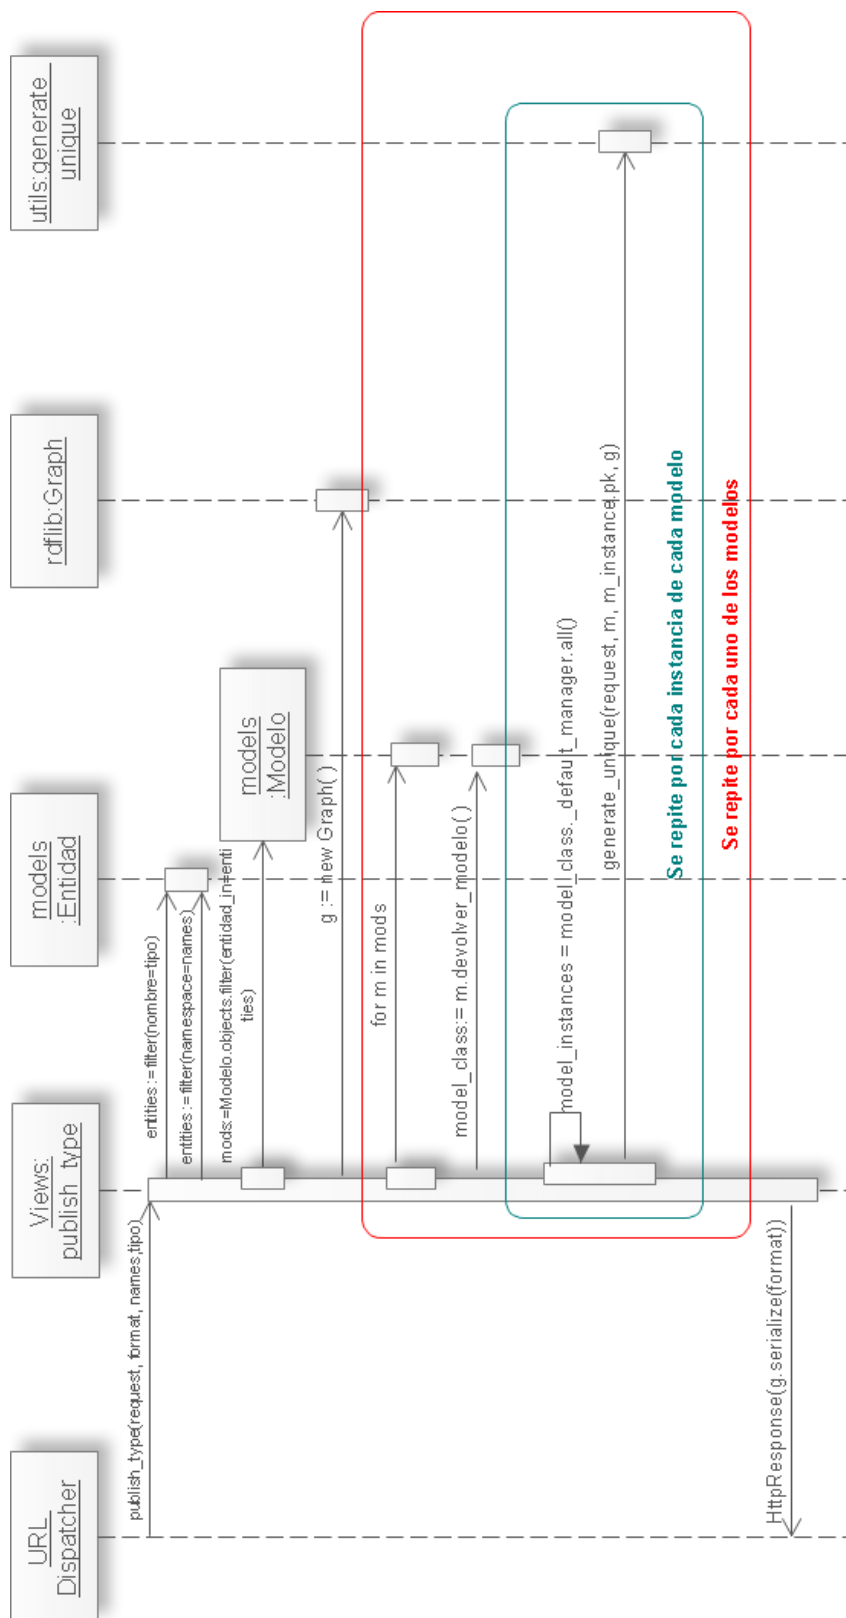 URL
Dispatcher
Views:
publish_type
models
:Entidad
models
:Modelo
rdflib:Graph
utils:generate
unique
publish_type(request, format, names,tipo)
entities :=filter(nombre=tipo)
entities :=filter(namespace=names)
mods:=Modelo.objects.filter(entidad_in=enti
ties)
g := new Graph( )
for m in mods
model_class:= m.devolver_modelo( )
model_instances = model_class._defaut_manager.all()
generate_unique(request, m, m_instance.pk, g)
Se repite por cada instancia de cada modelo
Se repite por cada uno de los modelos
HttpResponse(g.serialize(format))